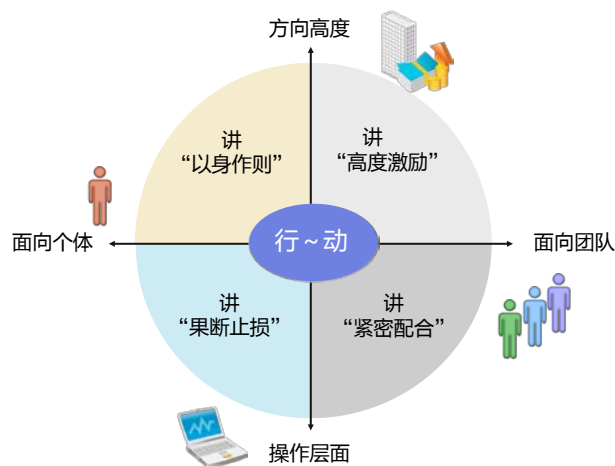 方向高度
讲
“以身作则”
讲
“高度激励”
面向个体
行~动
面向团队
讲
“果断止损”
讲
“紧密配合”
操作层面